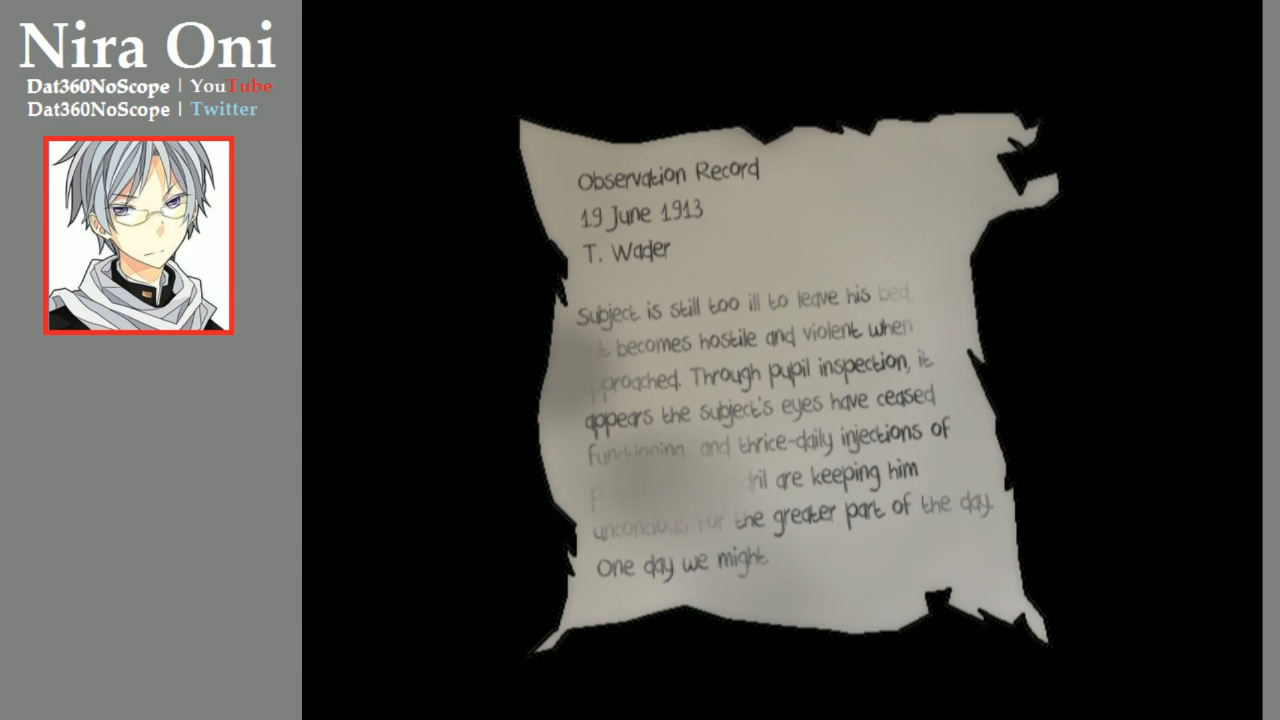 Nira Oni
Dat360NoScope | YouTube
Dat360NoScope | Twitter
Observation Record
19 June 1913
T. Wader
Subject is still too ill to leave his bed,
but becomes hostile and violent when
approached. Through pupil inspection, it
appears the subject's eyes have ceased
functioning, and thrice-daily injections of
are keeping him
unconcious for the greater part of the day.
One day we might